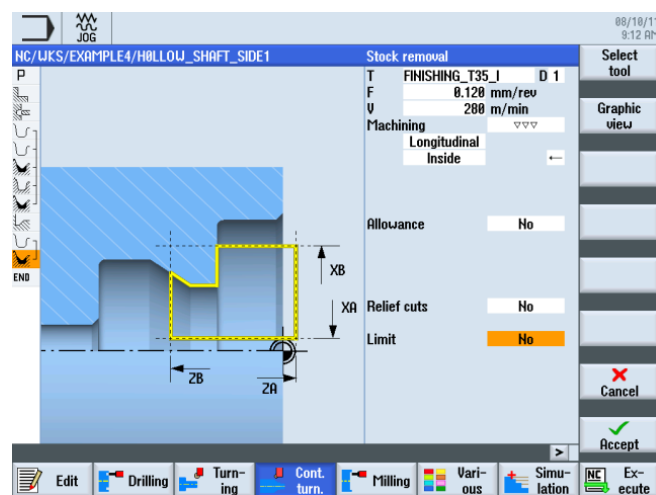 JOG
08/10/11
9:12 AM
NC/WKS/EXAMPLE4/HOLLOW_SHAFT_SIDE1
Stock removal
Select
tool
P
T FINISHING_T35_I D 1
F 0.120 mm/rev
V 280 m/min
Machining ▽▽▽
Longitudinal
Inside ←
Graphic
view
Allowance No
END
XB
XA
Relief cuts No
Limit No
ZB
ZA
Cancel
Accept
>
Edit
Drilling
Turn-
ing
Cont.
turn.
Milling
Vari-
ous
Simu-
lation
NC
Ex-
ecute